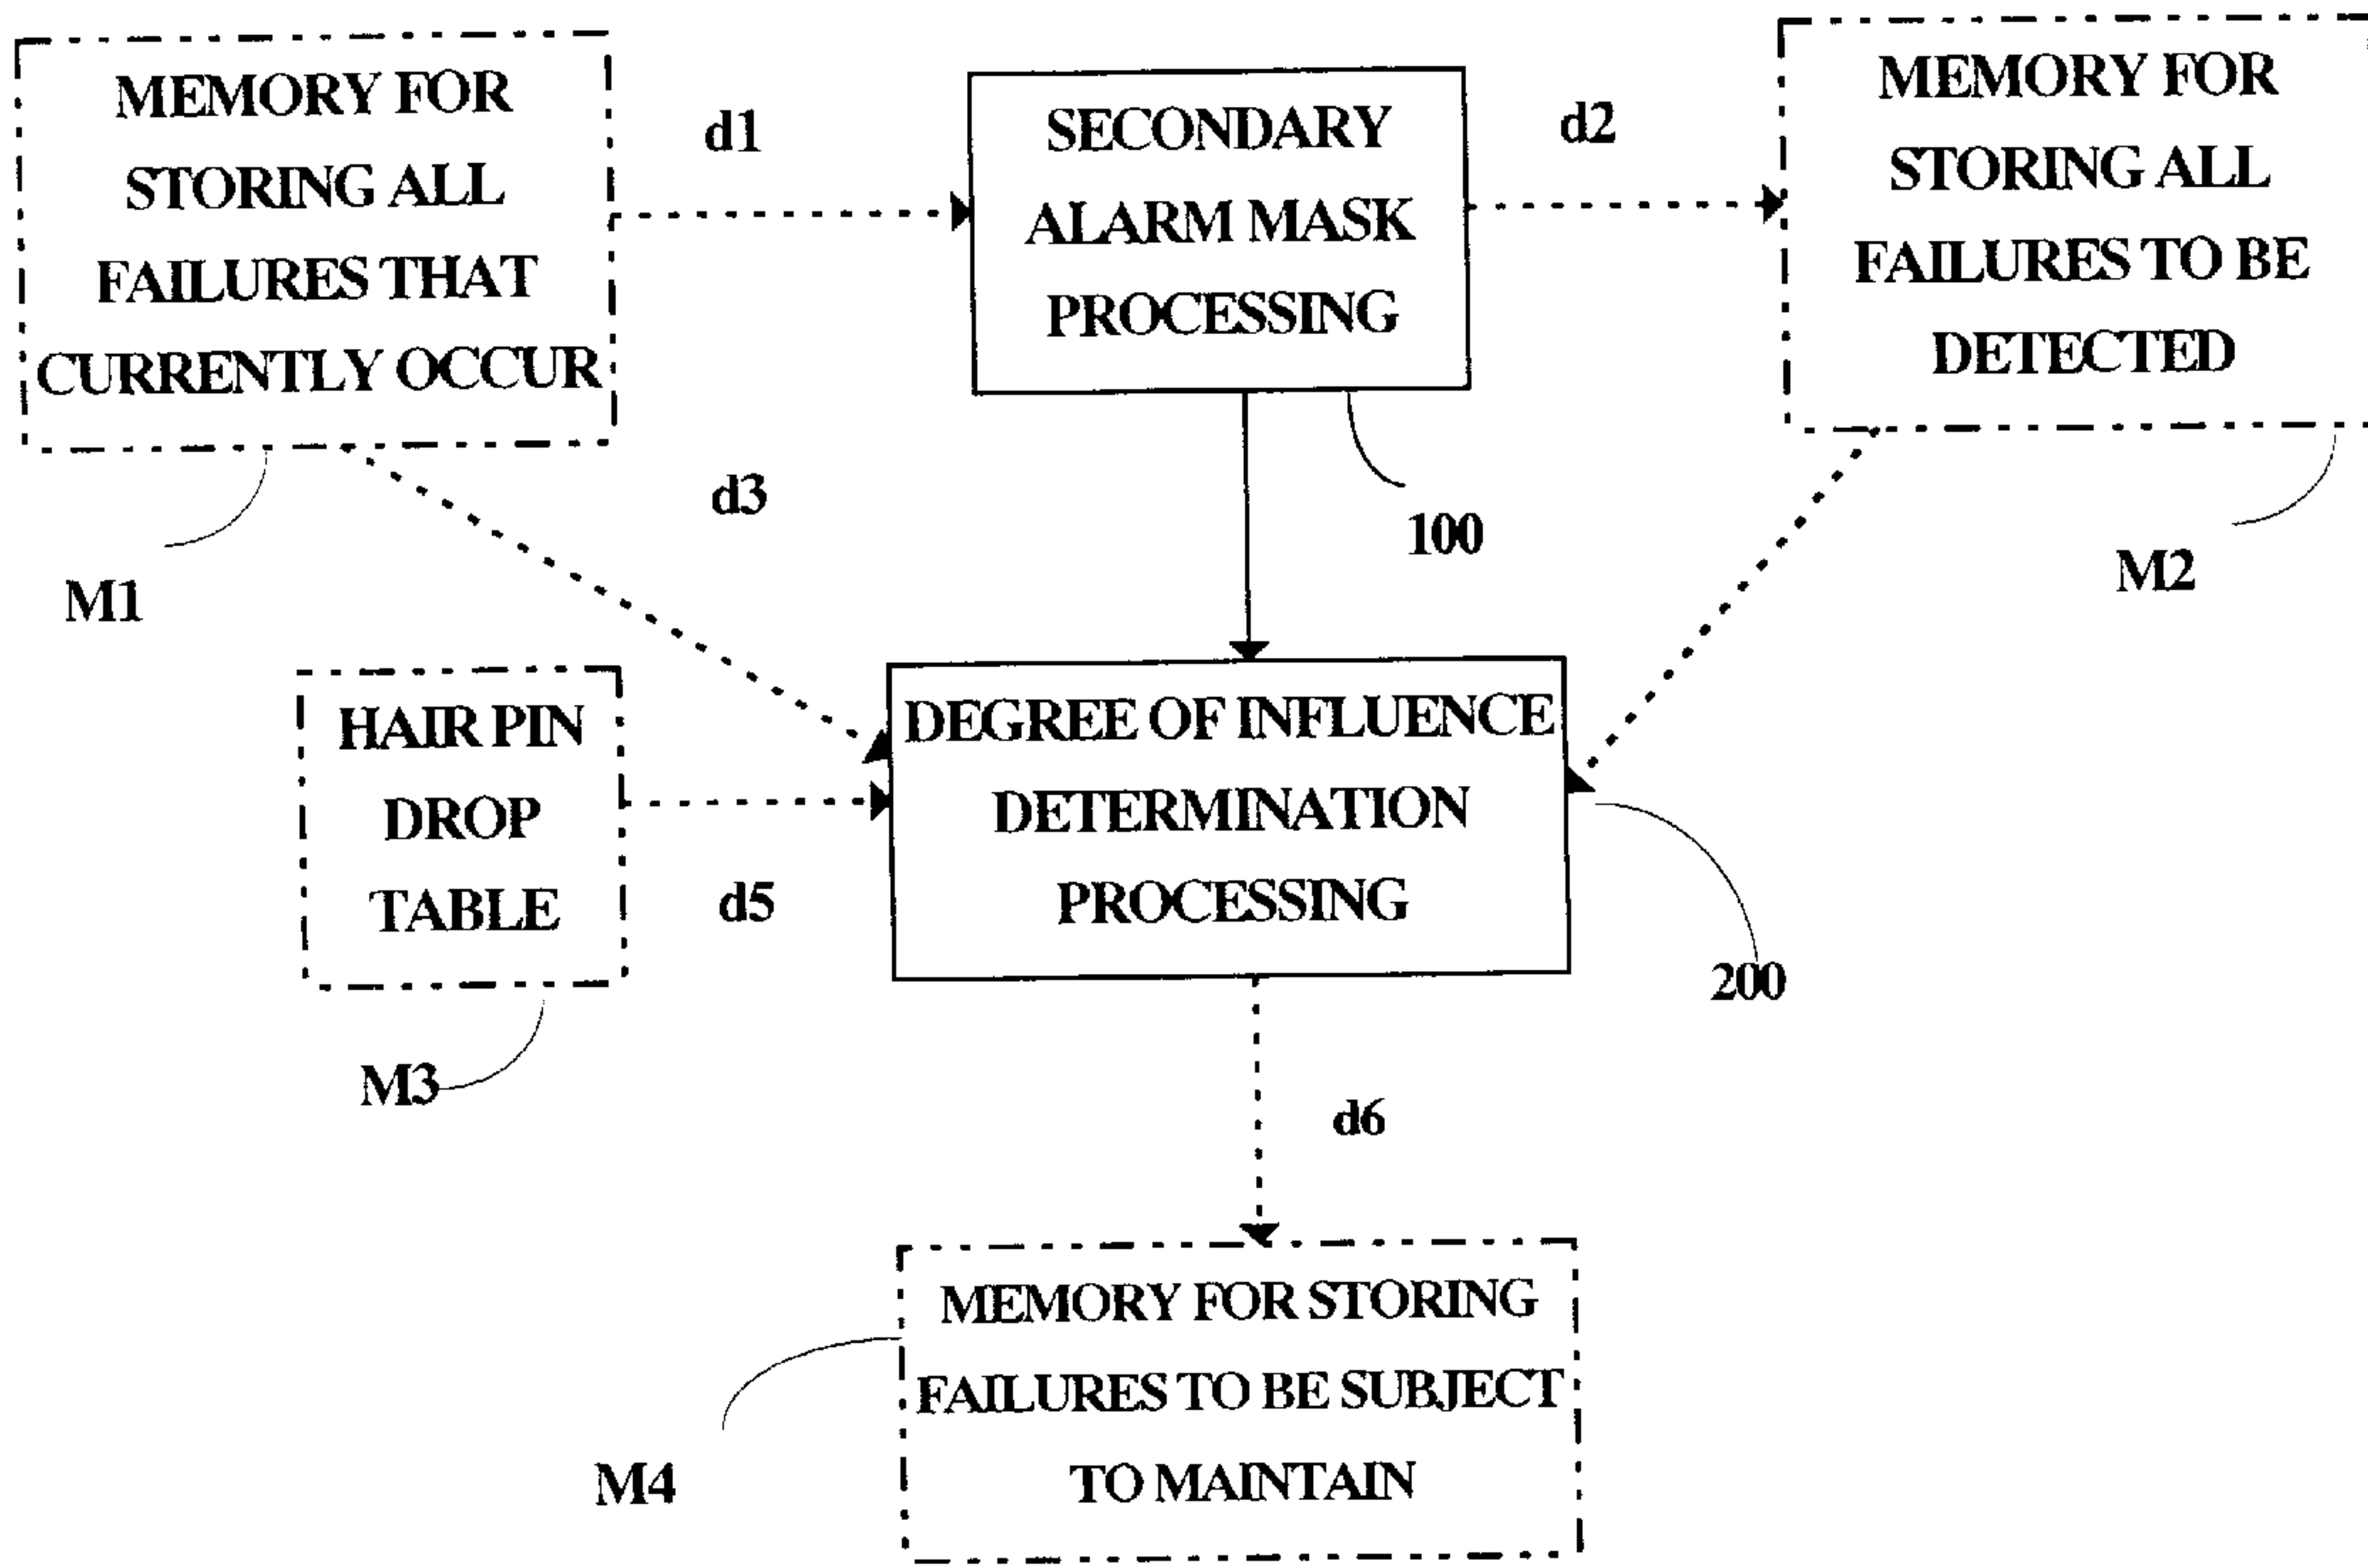 MEMORY FOR
STORING ALL
FAILURES THAT
CURRENTLY OCCUR
d1
SECONDARY
ALARM MASK
PROCESSING
d2
MEMORY FOR
STORING ALL
FAILURES TO BE
DETECTED
d3
100
M1
M2
HAIR PIN
DROP
TABLE
d5
DEGREE OF INFLUENCE
DETERMINATION
PROCESSING
200
M3
d6
MEMORY FOR STORING
FAILURES TO BE SUBJECT
TO MAINTAIN
M4